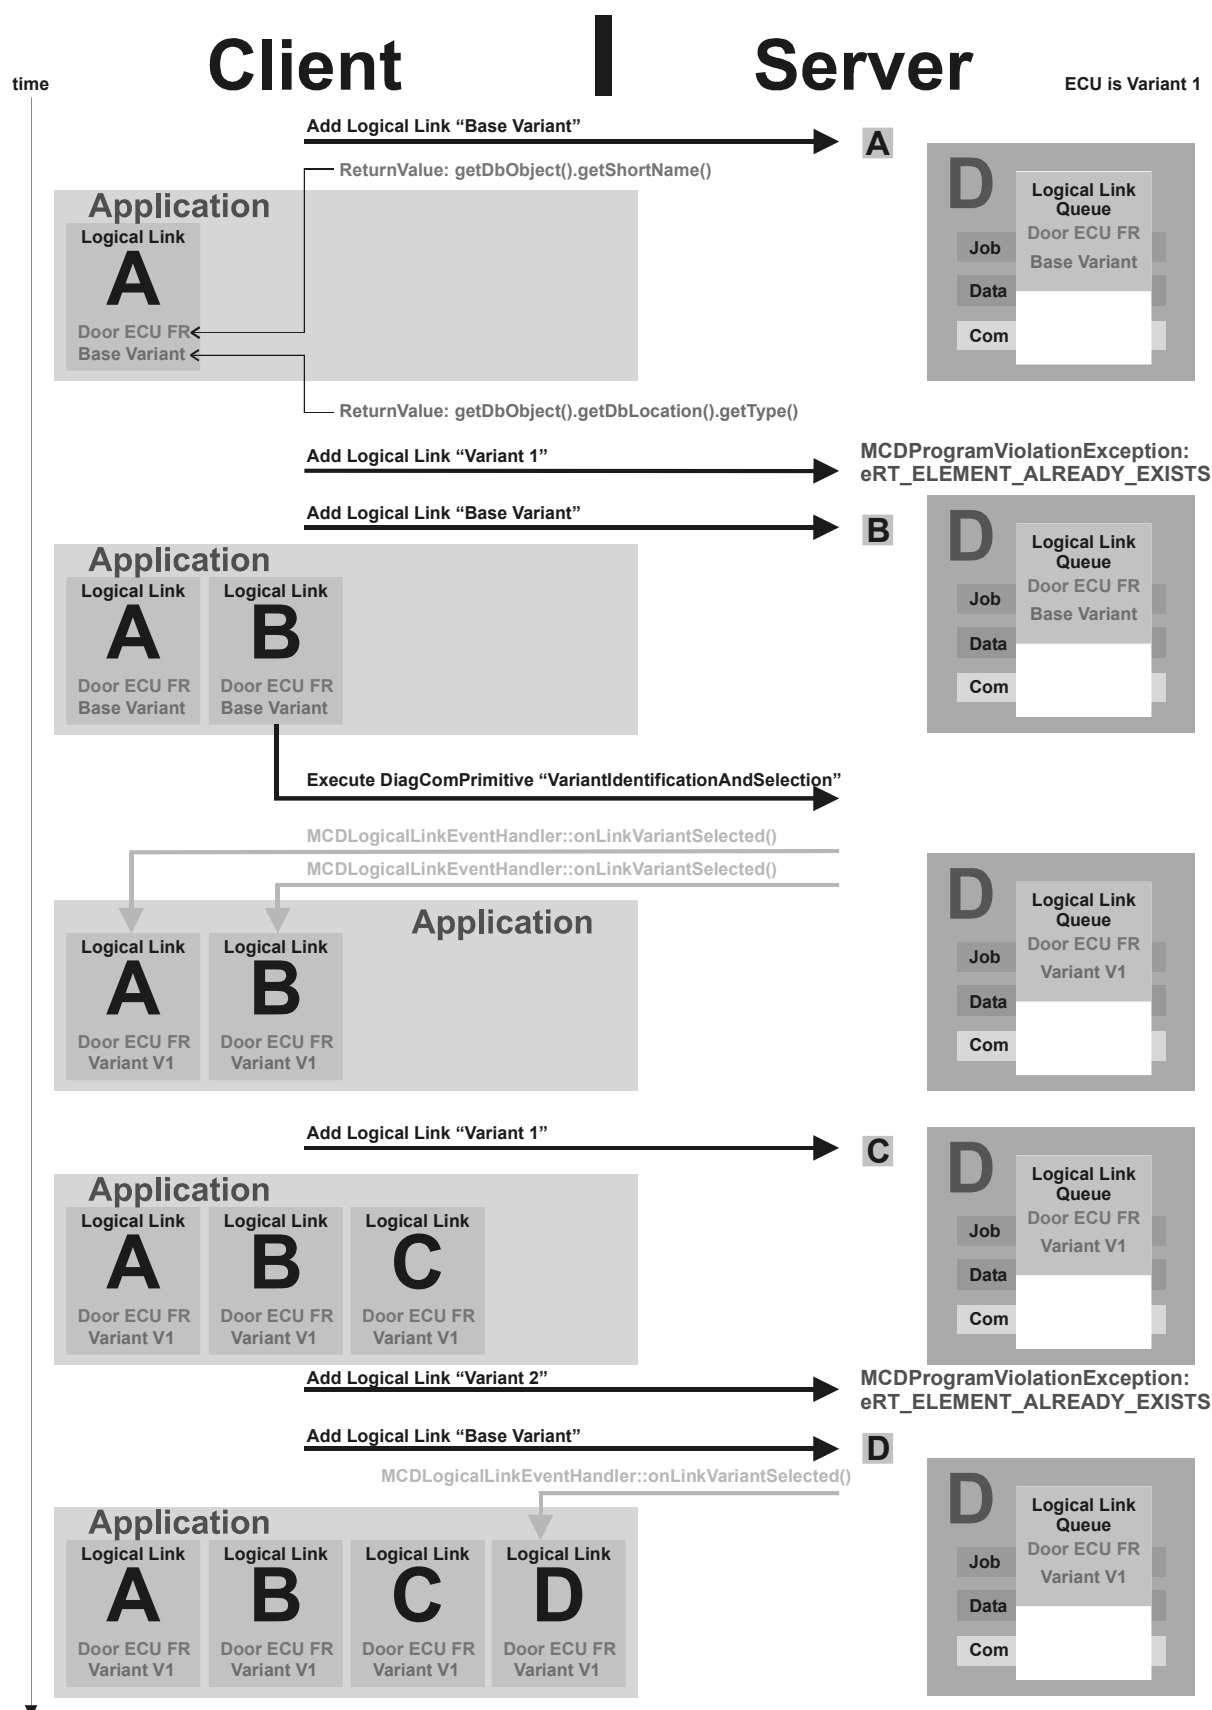 Client
Server
time
ECU is Variant 1
Add Logical Link “Base Variant”
A
ReturnValue: getDbObject().getShortName()
Application
Logical Link
A
Door ECU FR
Base Variant
D
Logical Link
Queue
Door ECU FR
Base Variant
Job
Data
Com
ReturnValue: getDbObject().getDbLocation().getType()
Add Logical Link “Variant 1”
MCDProgramViolationException:
eRT_ELEMENT_ALREADY_EXISTS
Add Logical Link “Base Variant”
B
Application
Logical Link
A
Door ECU FR
Base Variant
Logical Link
B
Door ECU FR
Base Variant
D
Logical Link
Queue
Door ECU FR
Base Variant
Job
Data
Com
Execute DiagComPrimitive “VariantIdentificationAndSelection”
MCDLogicalLinkEventHandler::onLinkVariantSelected()
MCDLogicalLinkEventHandler::onLinkVariantSelected()
Application
Logical Link
A
Door ECU FR
Variant V1
Logical Link
B
Door ECU FR
Variant V1
D
Logical Link
Queue
Door ECU FR
Variant V1
Job
Data
Com
Add Logical Link “Variant 1”
C
Application
Logical Link
A
Door ECU FR
Variant V1
Logical Link
B
Door ECU FR
Variant V1
Logical Link
C
Door ECU FR
Variant V1
D
Logical Link
Queue
Door ECU FR
Variant V1
Job
Data
Com
Add Logical Link “Variant 2”
MCDProgramViolationException:
eRT_ELEMENT_ALREADY_EXISTS
Add Logical Link “Base Variant”
D
MCDLogicalLinkEventHandler::onLinkVariantSelected()
Application
Logical Link
A
Door ECU FR
Variant V1
Logical Link
B
Door ECU FR
Variant V1
Logical Link
C
Door ECU FR
Variant V1
Logical Link
D
Door ECU FR
Variant V1
D
Logical Link
Queue
Door ECU FR
Variant V1
Job
Data
Com